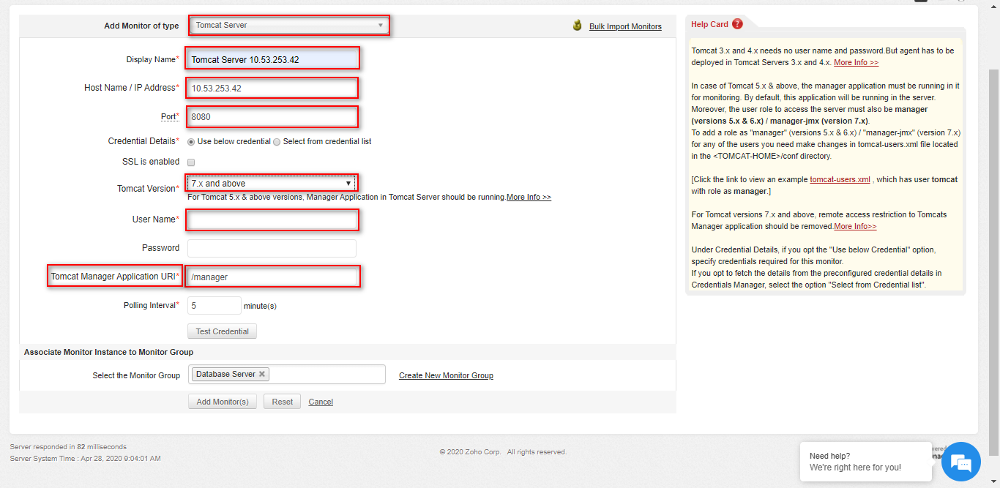 Add Monitor of type
Tomcat Server
Bulk Import Monitors
Display Name*
Tomcat Server 10.53.253.42
Host Name / IP Address*
10.53.253.42
Port*
8080
Credential Details*
Use below credential
Select from credential list
SSL is enabled
Tomcat Version*
7.x and above
For Tomcat 5.x & above versions, Manager Application in Tomcat Server should be running.More Info >>
User Name*
Password
Tomcat Manager Application URI*
/manager
Polling Interval*
5
minute(s)
Test Credential
Associate Monitor Instance to Monitor Group
Select the Monitor Group
Database Server
Create New Monitor Group
Add Monitor(s)
Reset
Cancel
Help Card
Tomcat 3.x and 4.x needs no user name and password.But agent has to be
deployed in Tomcat Servers 3.x and 4.x. More Info >>
In case of Tomcat 5.x & above, the manager application must be running in it
for monitoring. By default, this application will be running in the server.
Moreover, the user role to access the server must also be manager
(versions 5.x & 6.x) / manager-jmx (version 7.x).
To add a role as "manager" (versions 5.x & 6.x) / "manager-jmx" (version 7.x)
for any of the users you need make changes in tomcat-users.xml file located
in the <TOMCAT-HOME>/conf directory.
[Click the link to view an example tomcat-users.xml , which has user tomcat
with role as manager.]
For Tomcat versions 7.x and above, remote access restriction to Tomcats
Manager application should be removed.More Info>>
Under Credential Details, if you opt the "Use below Credential" option,
specify credentials required for this monitor.
If you opt to fetch the details from the preconfigured credential details in
Credentials Manager, select the option "Select from Credential list".
Server responded in 82 milliseconds
Server System Time : Apr 28, 2020 9:04:01 AM
© 2020 Zoho Corp. All rights reserved.
Need help?
We're right here for you!